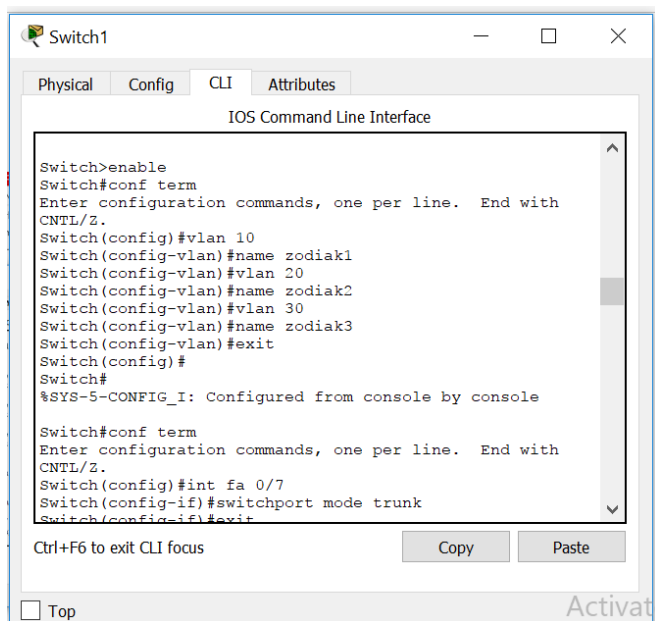 Switch1
Physical Config CLI Attributes
IOS Command Line Interface
Switch>enable
Switch#conf term
Enter configuration commands, one per line.  End with
CNTL/Z.
Switch(config)#vlan 10
Switch(config-vlan)#name zodiak1
Switch(config-vlan)#vlan 20
Switch(config-vlan)#name zodiak2
Switch(config-vlan)#vlan 30
Switch(config-vlan)#name zodiak3
Switch(config-vlan)#exit
Switch(config)#
Switch#
%SYS-5-CONFIG_I: Configured from console by console
Switch#conf term
Enter configuration commands, one per line.  End with
CNTL/Z.
Switch(config)#int fa 0/7
Switch(config-if)#switchport mode trunk
Switch(config-if)#exit
Ctrl+F6 to exit CLI focus
Copy Paste
Top
Activat